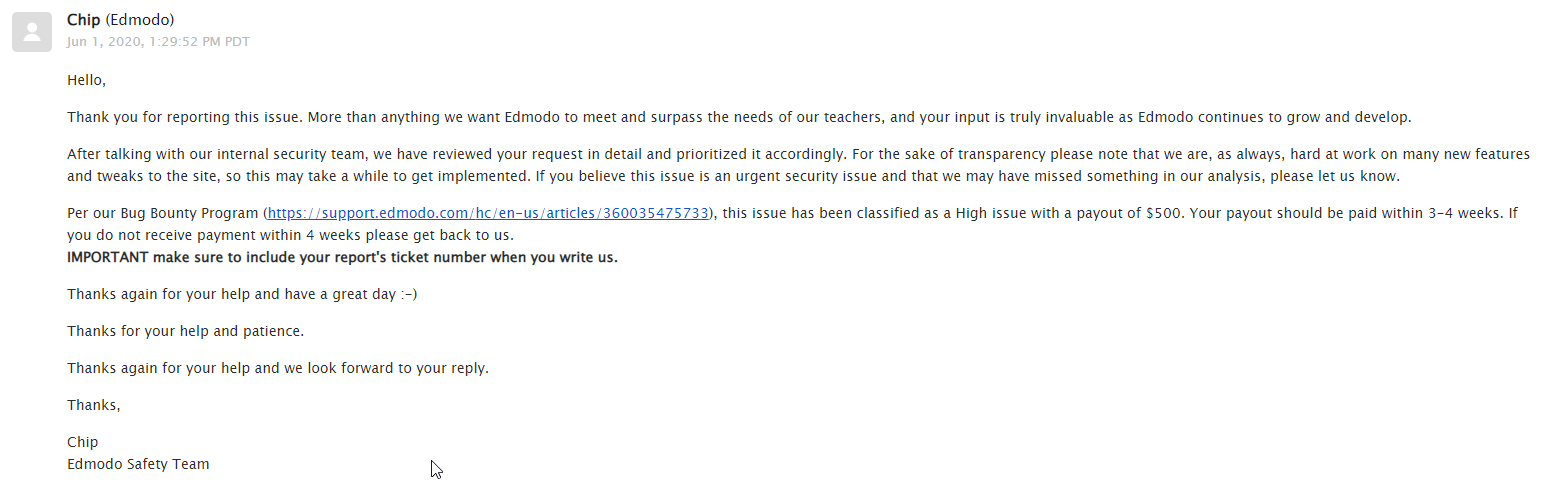 Chip (Edmodo)
Jun 1, 2020, 1:29:52 PM PDT
Hello,
Thank you for reporting this issue. More than anything we want Edmodo to meet and surpass the needs of our teachers, and your input is truly invaluable as Edmodo continues to grow and develop.
After talking with our internal security team, we have reviewed your request in detail and prioritized it accordingly. For the sake of transparency please note that we are, as always, hard at work on many new features
and tweaks to the site, so this may take a while to get implemented. If you believe this issue is an urgent security issue and that we may have missed something in our analysis, please let us know.
Per our Bug Bounty Program (https://support.edmodo.com/hc/en-us/articles/360035475733), this issue has been classified as a High issue with a payout of $500. Your payout should be paid within 3-4 weeks. If
you do not receive payment within 4 weeks please get back to us.
IMPORTANT make sure to include your report's ticket number when you write us.
Thanks again for your help and have a great day :-)
Thanks for your help and patience.
Thanks again for your help and we look forward to your reply.
Thanks,
Chip
Edmodo Safety Team